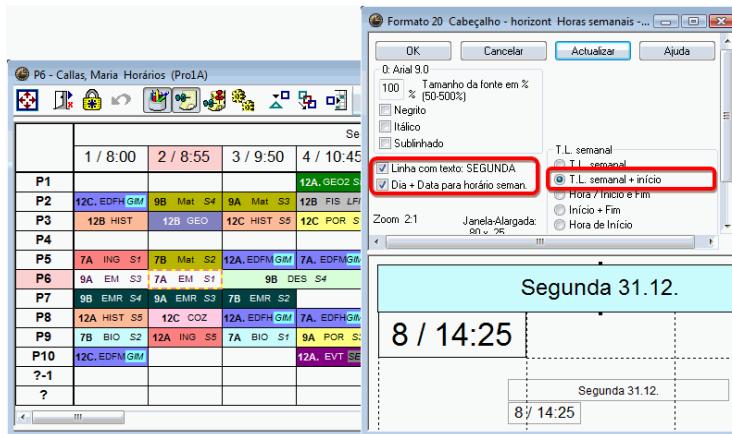 Formato 20 Cabeçalho - horizont Horas semanais -...
OK Cancelar Actualizar Ajuda
0: Arial 9.0
100 % Tamanho da fonte em % (50-500%)
Negrito
Itálico
Sublinhado
Linha com texto: SEGUNDA
Dia + Data para horário seman.
T.L. semanal
T.L. semanal
T.L. semanal + início
Hora / Início e Fim
Início + Fim
Hora de Início
Zoom 2:1 Janela-Alargada:
80 x 25
Segunda 31.12.
8 / 14:25
Segunda 31.12.
8 / 14:25
P6 - Callas, Maria Horários (Pro1A)
Se
1 / 8:00 2 / 8:55 3 / 9:50 4 / 10:45
P1 12A. GEO2 S
P2 12C. EDFH GIM 9B Mat S4 9A Mat S3 12B FIS LF
P3 12B HIST 12B GEO 12C HIST S5 12C POR S
P4
P5 7A ING S1 7B Mat S2 12A. EDFM GIM 7A. EDFM GI
P6 9A EM S3 7A EM S1 9B DES S4
P7 9B EMR S4 9A EMR S3 7B EMR S2
P8 12A HIST S5 12C COZ 12A. EDFH GIM 7A. EDFH GI
P9 7B BIO S2 12A ING S5 7A BIO S1 9A POR S
P10 12C. EDFM GIM 12A. EVT SE
?-1
?